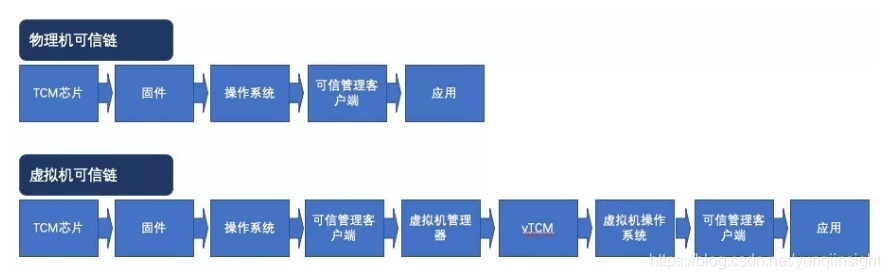 物理机可信链
TCM芯片
固件
操作系统
可信管理客
户端
应用
虚拟机可信链
TCM芯片
固件
操作系统
可信管理客
户端
虚拟机管理
器
vTCM
虚拟机操作
系统
可信管理客
户端
应用
https://blog.csdn.net/yunqiinsight